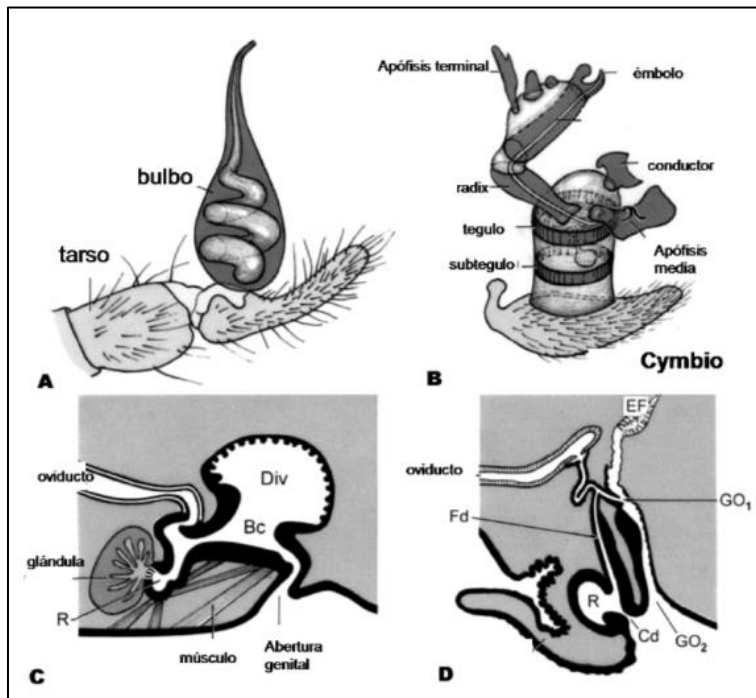 Apófisis terminal
émbolo
bulbo
conductor
radix
tarso
tegulo
Apófisis
media
subtegulo
A
B
Cymbio
EF
oviducto
Div
oviducto
GO1
Bc
Fd
glándula
R
R
músculo
Abertura
genital
Cd
GO2
C
D